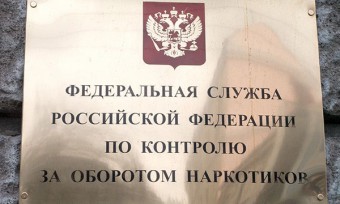 ФЕДЕРАЛЬНАЯ СЛУЖБА
РОССИЙСКОЙ ФЕДЕРАЦИИ
ПО КОНТРОЛЮ
ЗА ОБОРОТОМ НАРКОТИКОВ